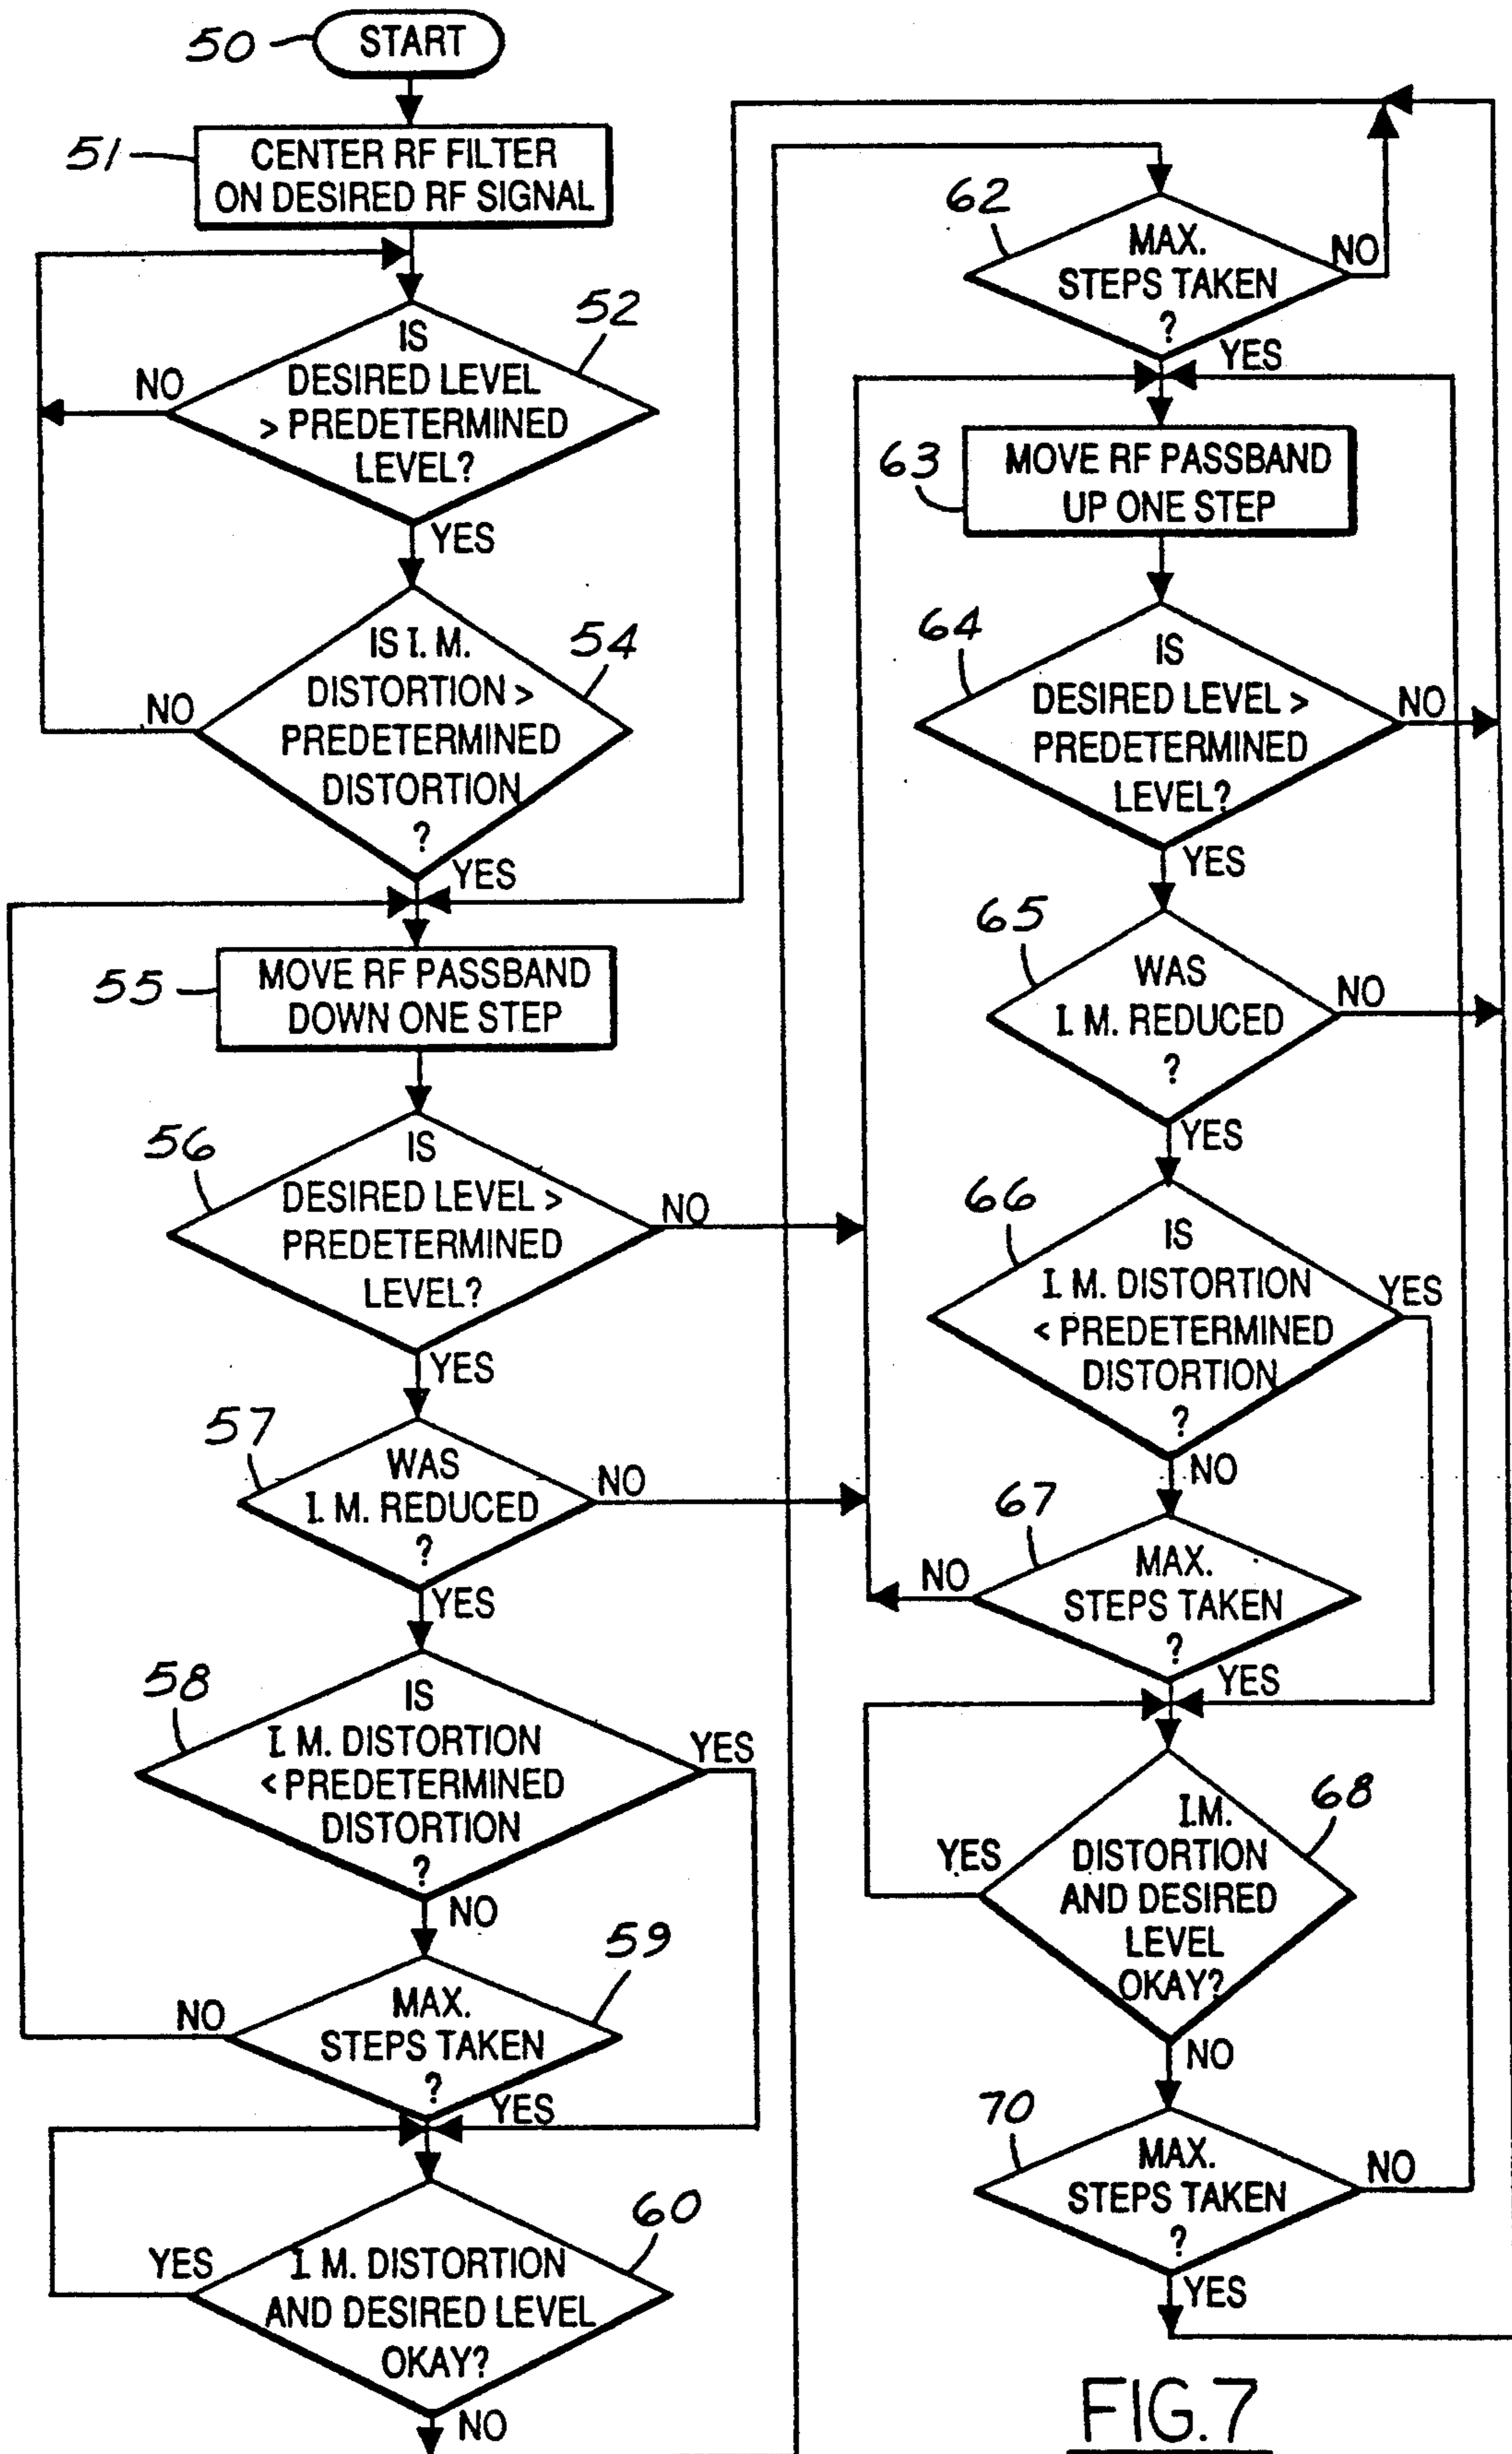 50
START
51
CENTER RF FILTER
ON DESIRED RF SIGNAL
52
IS
DESIRED LEVEL
> PREDETERMINED
LEVEL?
NO
YES
54
IS I. M.
DISTORTION >
PREDETERMINED
DISTORTION
?
NO
YES
55
MOVE RF PASSBAND
DOWN ONE STEP
56
IS
DESIRED LEVEL >
PREDETERMINED
LEVEL?
NO
YES
57
WAS
I. M. REDUCED
?
NO
YES
58
IS
I. M. DISTORTION
< PREDETERMINED
DISTORTION
?
YES
NO
59
MAX.
STEPS TAKEN
?
NO
YES
60
I. M. DISTORTION
AND DESIRED LEVEL
OKAY?
YES
NO
62
MAX.
STEPS TAKEN
?
NO
YES
63
MOVE RF PASSBAND
UP ONE STEP
64
IS
DESIRED LEVEL >
PREDETERMINED
LEVEL?
NO
YES
65
WAS
I. M. REDUCED
?
NO
YES
66
IS
I. M. DISTORTION
< PREDETERMINED
DISTORTION
?
YES
NO
67
MAX.
STEPS TAKEN
?
NO
YES
68
I.M.
DISTORTION
AND DESIRED
LEVEL
OKAY?
YES
NO
70
MAX.
STEPS TAKEN
?
NO
YES
FIG.7